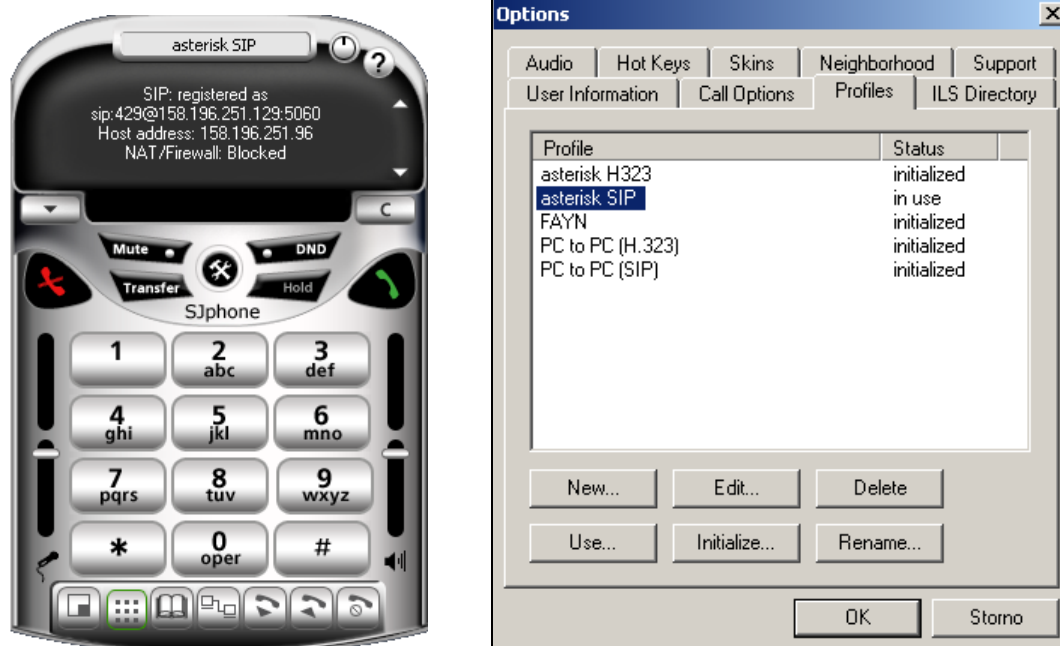 asterisk SIP
?
SIP: registered as
sip:429@158.196.251.129:5060
Host address: 158.196.251.96
NAT/Firewall: Blocked
C
Mute
DND
Transfer
Hold
SJphone
1
2
abc
3
def
4
ghi
5
jkl
6
mno
7
pqrs
8
tuv
9
wxyz
*
0
oper
#
Options
Audio Hot Keys Skins Neighborhood Support
User Information Call Options Profiles ILS Directory
Profile Status
asterisk H323 initialized
asterisk SIP in use
FAYN initialized
PC to PC (H.323) initialized
PC to PC (SIP) initialized
New... Edit... Delete
Use... Initialize... Rename...
OK Storno